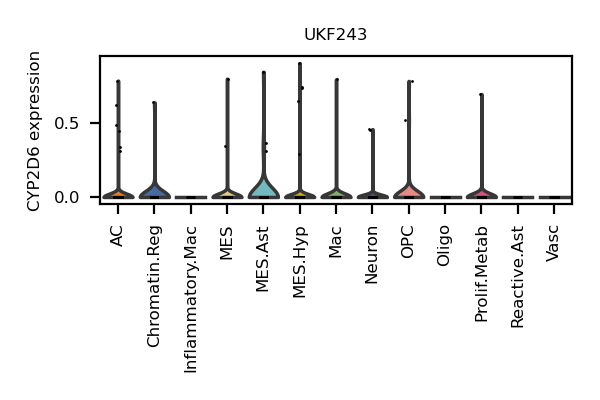 UKF243
CYP2D6 expression
0.5
0.0
AC
Chromatin.Reg
Inflammatory.Mac
MES
MES.Ast
MES.Hyp
Mac
Neuron
OPC
Oligo
Prolif.Metab
Reactive.Ast
Vasc